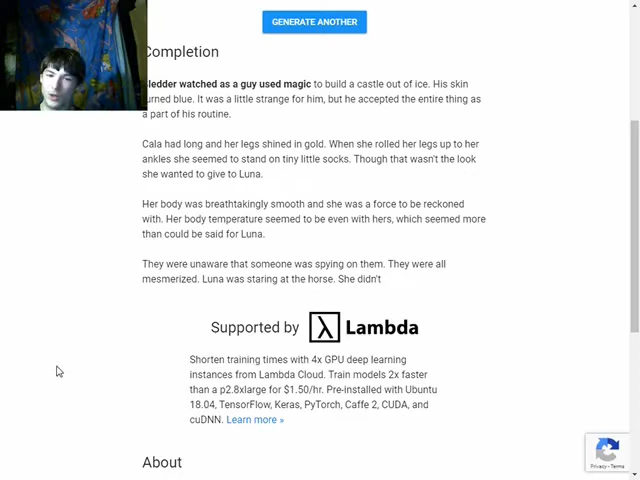 GENERATE ANOTHER
Completion
ledder watched as a guy used magic to build a castle out of ice. His skin
turned blue. It was a little strange for him, but he accepted the entire thing as
a part of his routine.
Cala had long and her legs shined in gold. When she rolled her legs up to her
ankles she seemed to stand on tiny little socks. Though that wasn't the look
she wanted to give to Luna.
Her body was breathtakingly smooth and she was a force to be reckoned
with. Her body temperature seemed to be even with hers, which seemed more
than could be said for Luna.
They were unaware that someone was spying on them. They were all
mesmerized. Luna was staring at the horse. She didn't
Supported by λ Lambda
Shorten training times with 4x GPU deep learning
instances from Lambda Cloud. Train models 2x faster
than a p2.8xlarge for $1.50/hr. Pre-installed with Ubuntu
18.04, TensorFlow, Keras, PyTorch, Caffe 2, CUDA, and
cuDNN. Learn more »
About
Privacy - Terms